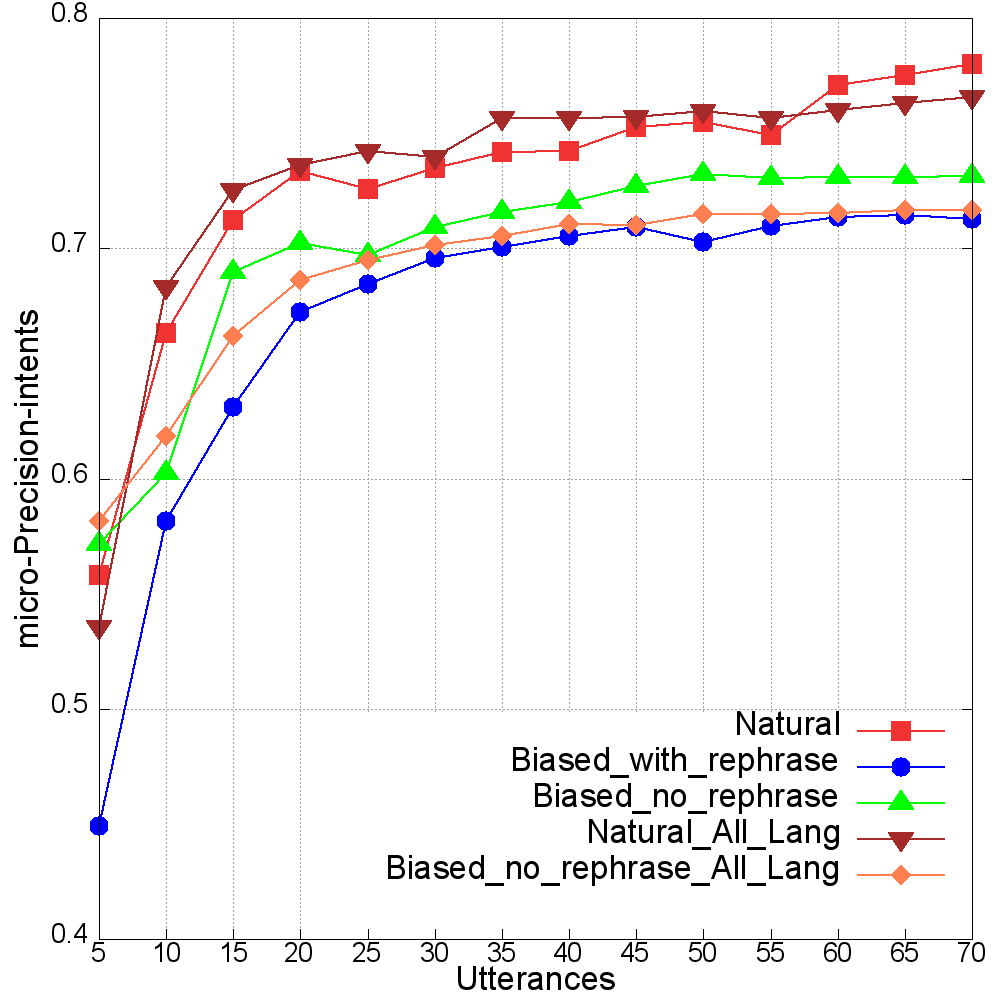 0.8
0.7
0.6
0.5
0.4
micro-Precision-intents
Natural
Biased_with_rephrase
Biased_no_rephrase
Natural_All_Lang
Biased_no_rephrase_All_Lang
5 10 15 20 25 30 35 40 45 50 55 60 65 70
Utterances